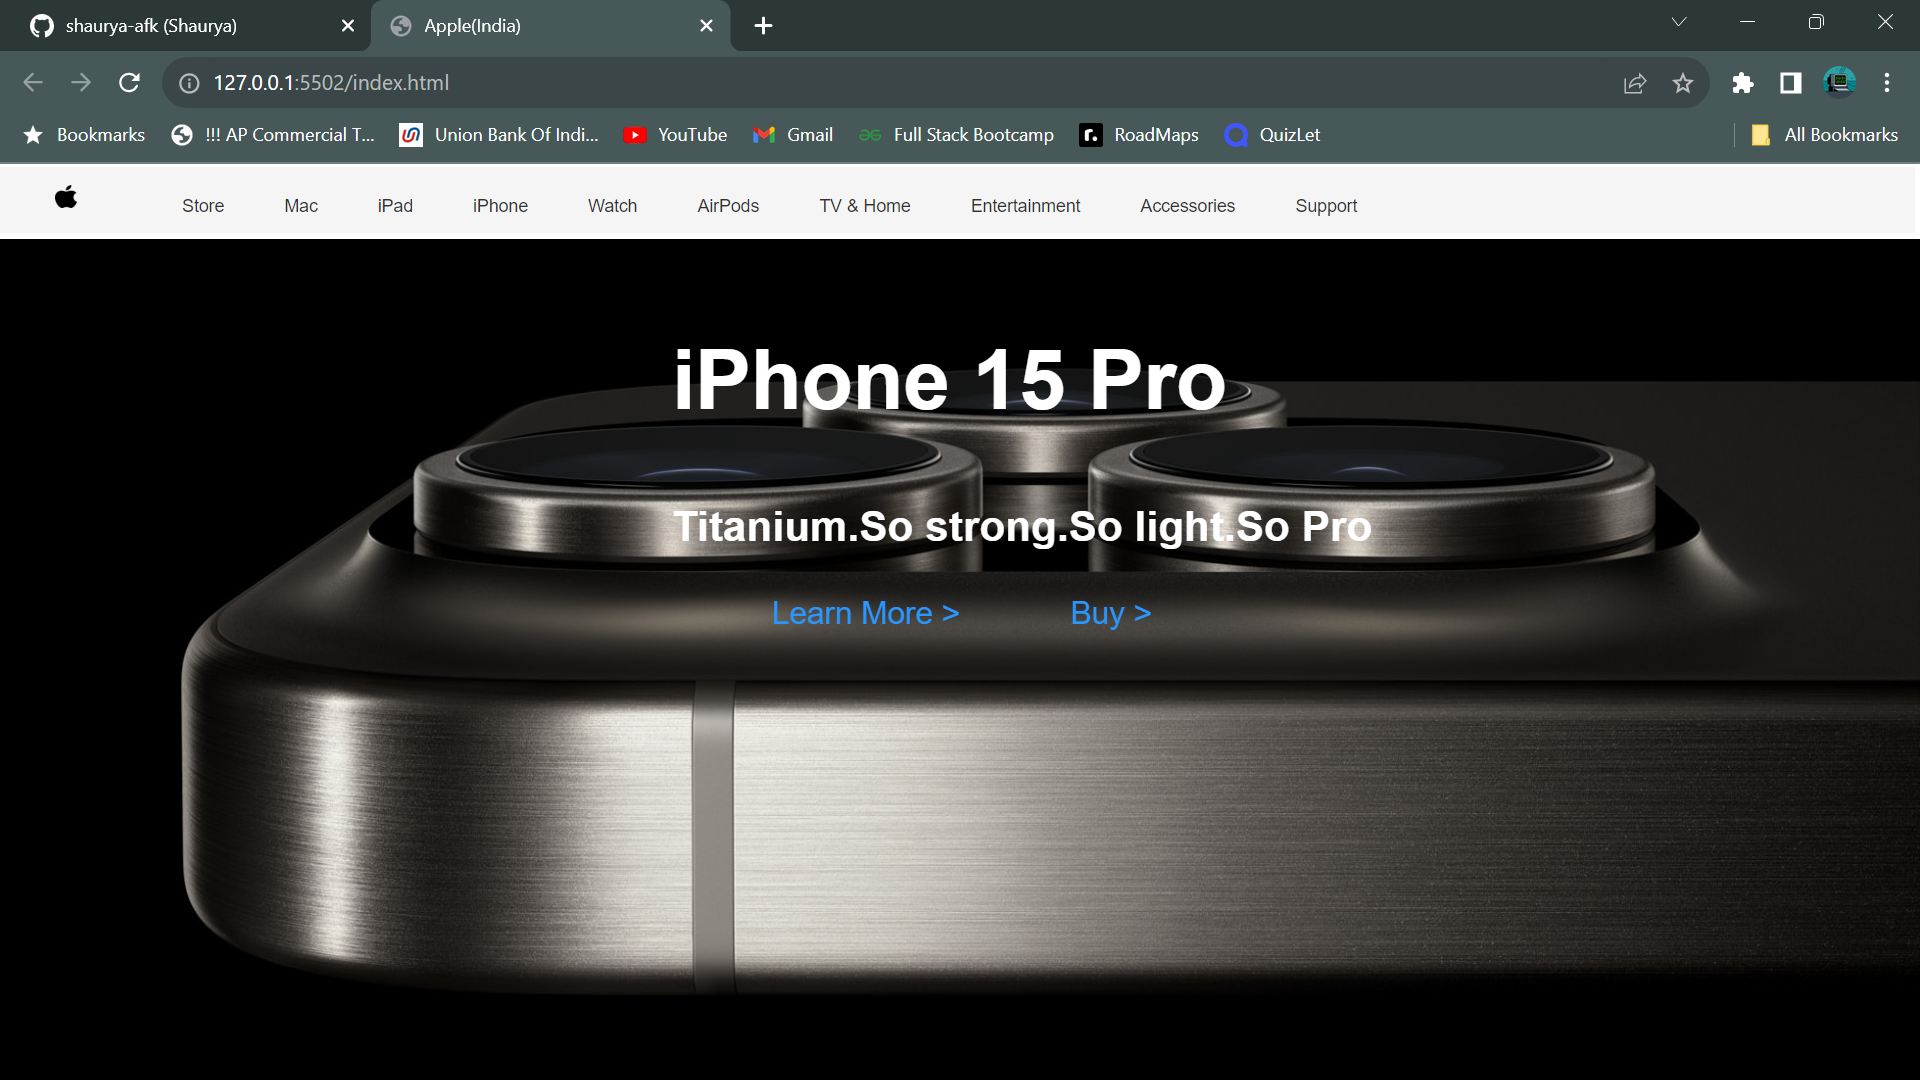 shaurya-afk (Shaurya)
Apple(India)
127.0.0.1:5502/index.html
Bookmarks
!!! AP Commercial T...
Union Bank Of Indi...
YouTube
Gmail
Full Stack Bootcamp
RoadMaps
QuizLet
All Bookmarks
Store
Mac
iPad
iPhone
Watch
AirPods
TV & Home
Entertainment
Accessories
Support
iPhone 15 Pro
Titanium.So strong.So light.So Pro
Learn More >
Buy >